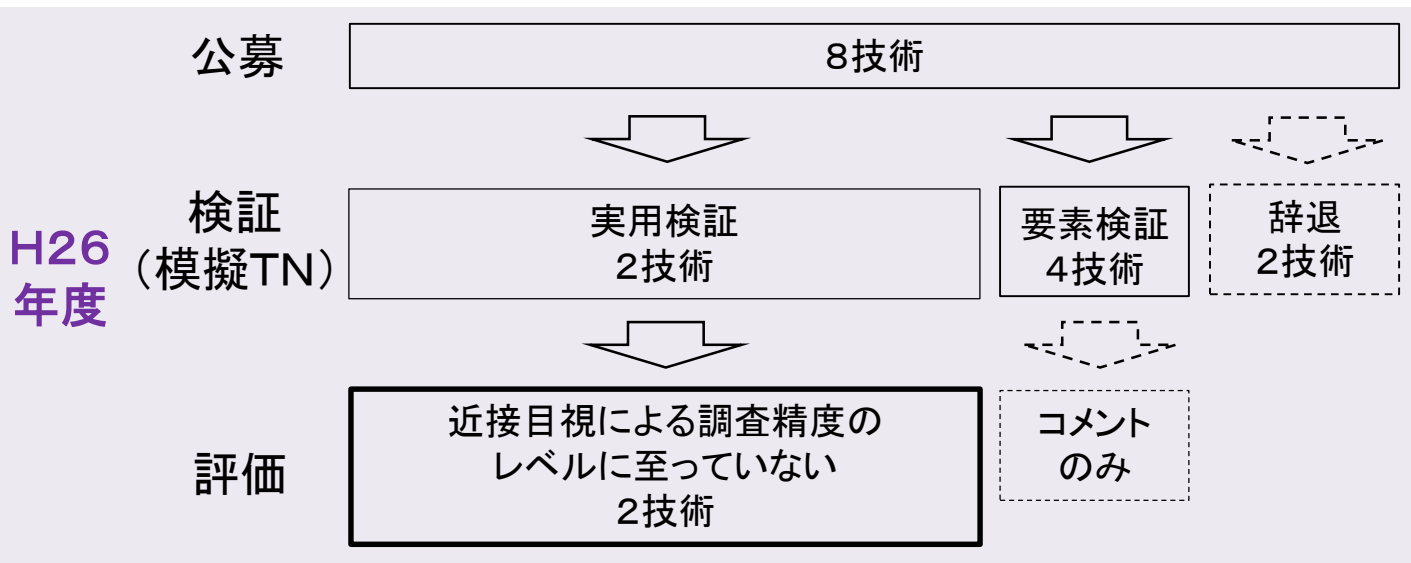 公募
8技術
H26
年度
検証
（模擬TN）
実用検証
2技術
要素検証
4技術
辞退
2技術
評価
近接目視による調査精度の
レベルに至っていない
2技術
コメント
のみ